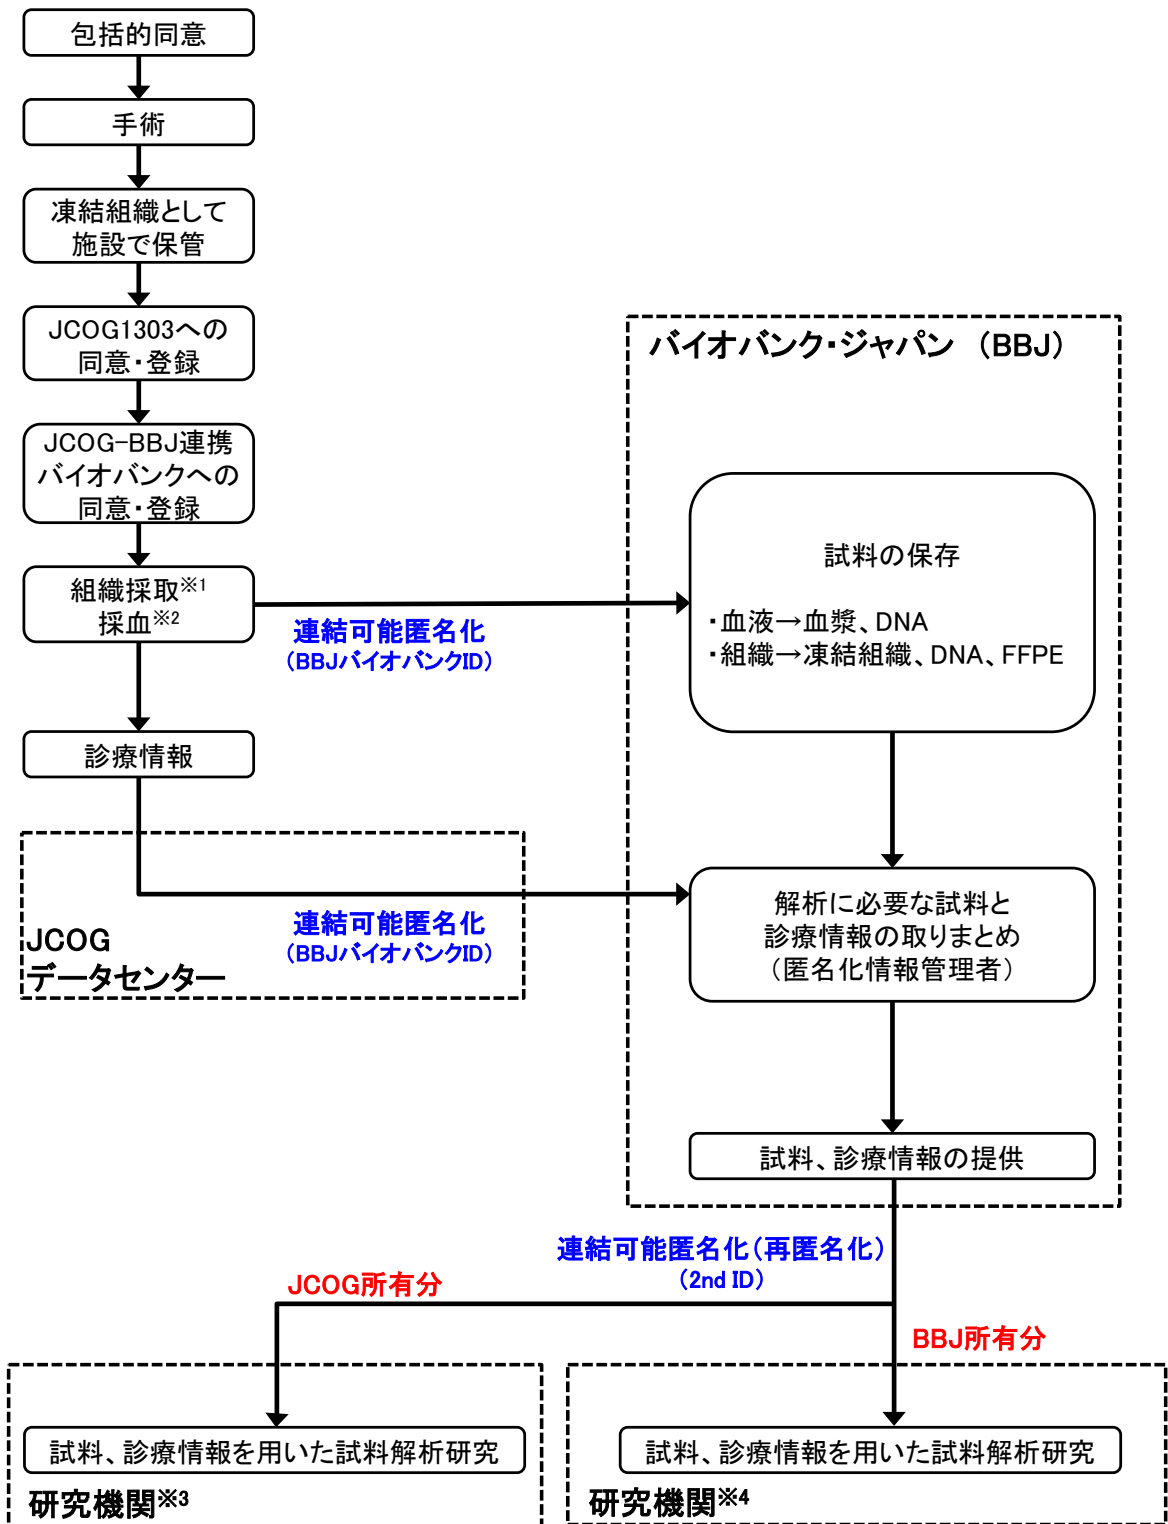 包括的同意
手術
凍結組織として
施設で保管
JCOG1303への
同意・登録
JCOG-BBJ連携
バイオバンクへの
同意・登録
組織採取※1
採血※2
診療情報
連結可能匿名化
（BBJバイオバンクID）
バイオバンク・ジャパン （BBJ）
試料の保存
・血液→血漿、DNA
・組織→凍結組織、DNA、FFPE
JCOG
データセンター
連結可能匿名化
（BBJバイオバンクID）
解析に必要な試料と
診療情報の取りまとめ
（匿名化情報管理者）
試料、診療情報の提供
連結可能匿名化（再匿名化）
（2nd ID）
JCOG所有分
BBJ所有分
試料、診療情報を用いた試料解析研究
研究機関※3
試料、診療情報を用いた試料解析研究
研究機関※4